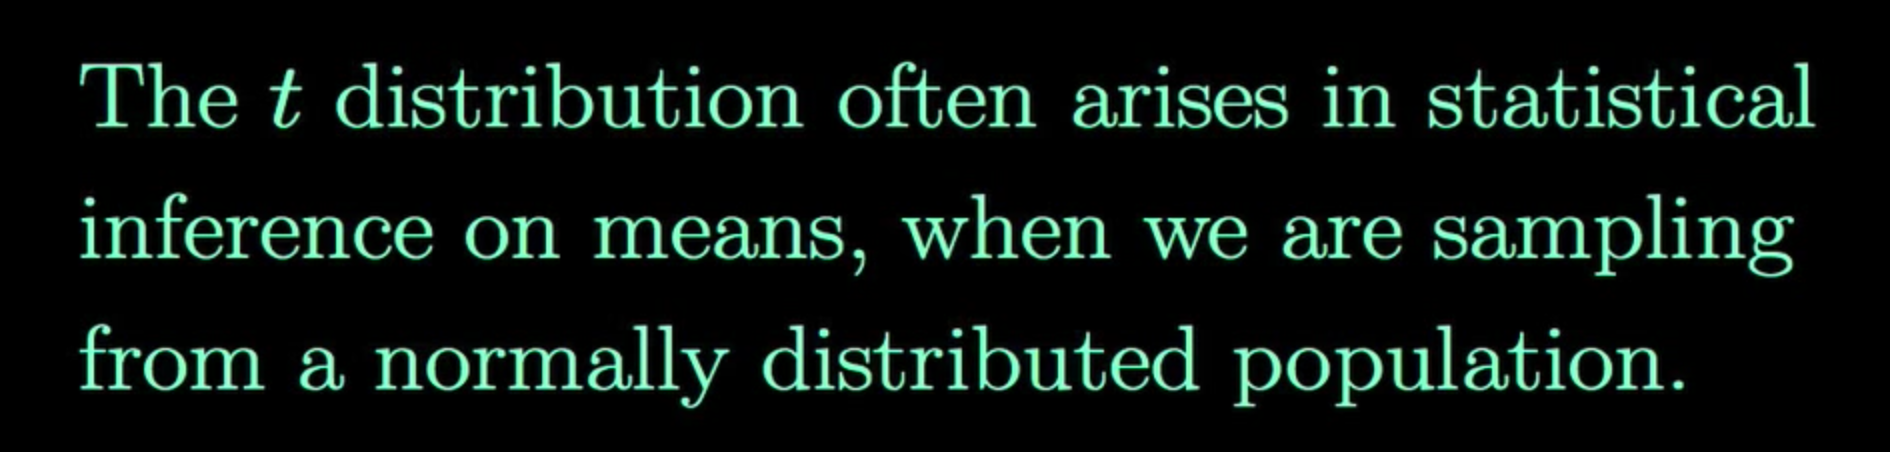 The t distribution often arises in statistical
inference on means, when we are sampling
from a normally distributed population.